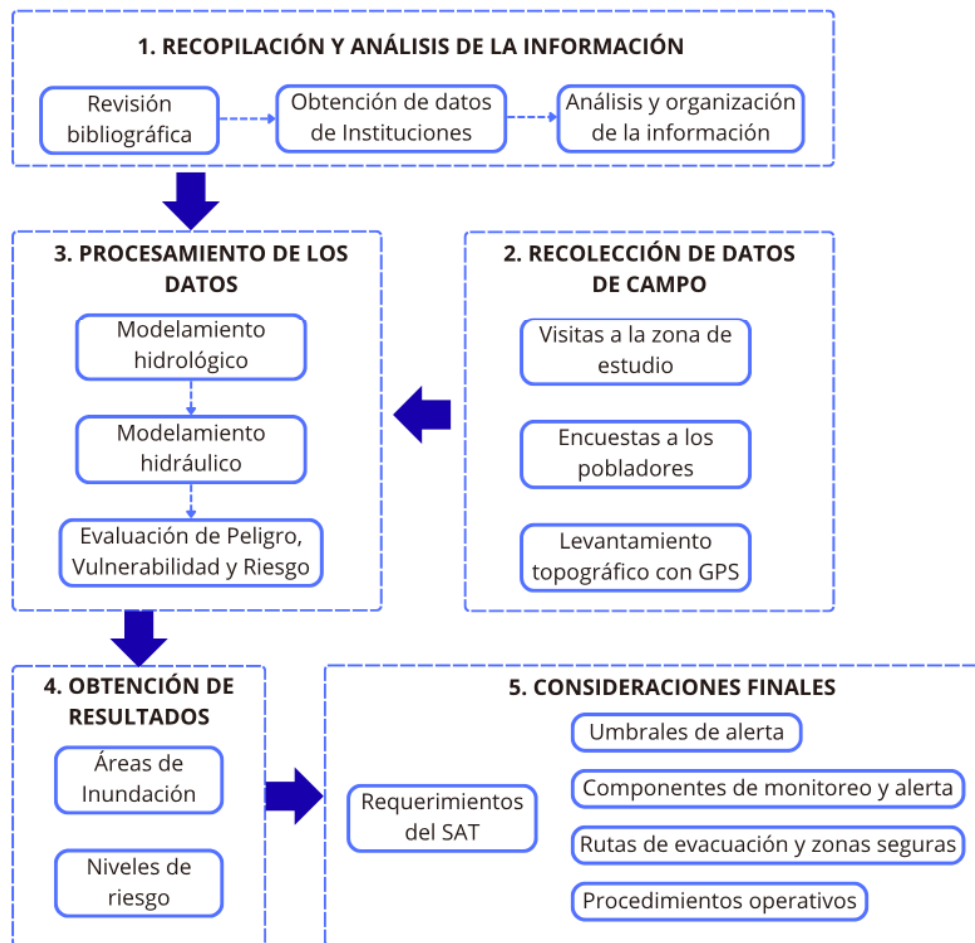 1. RECOPILACIÓN Y ANÁLISIS DE LA INFORMACIÓN
Revisión
bibliográfica
Obtención de datos
de Instituciones
Análisis y organización
de la información
3. PROCESAMIENTO DE LOS
DATOS
Modelamiento
hidrológico
Modelamiento
hidráulico
Evaluación de Peligro,
Vulnerabilidad y Riesgo
2. RECOLECCIÓN DE DATOS
DE CAMPO
Visitas a la zona de
estudio
Encuestas a los
pobladores
Levantamiento
topográfico con GPS
4. OBTENCIÓN DE
RESULTADOS
Áreas de
Inundación
Niveles de
riesgo
5. CONSIDERACIONES FINALES
Requerimientos
del SAT
Umbrales de alerta
Componentes de monitoreo y alerta
Rutas de evacuación y zonas seguras
Procedimientos operativos